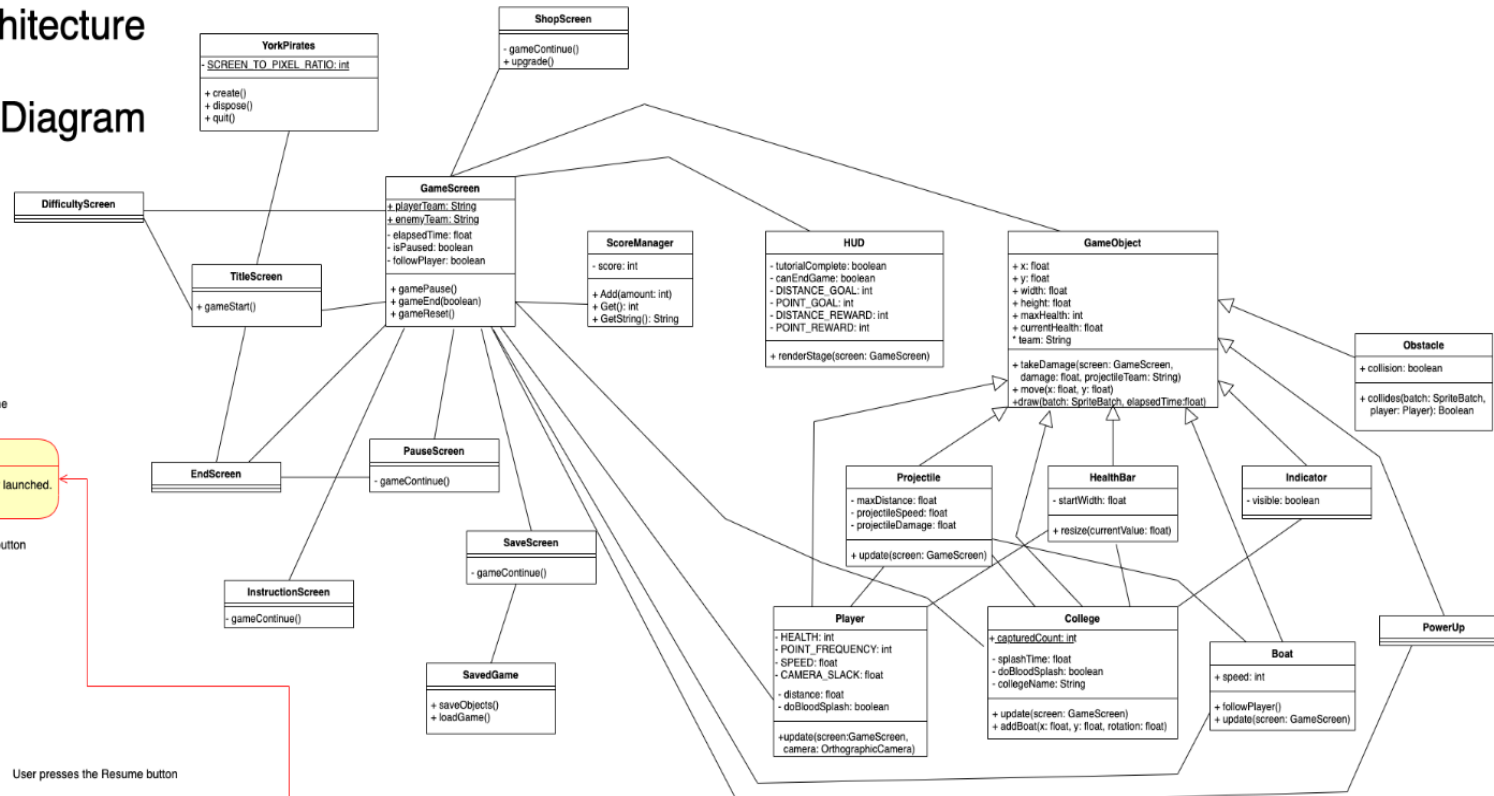 hitecture
Diagram
YorkPirates
- SCREEN_TO_PIXEL_RATIO: int
+ create()
+ dispose()
+ quit()
ShopScreen
- gameContinue()
+ upgrade()
DifficultyScreen
GameScreen
+ playerTeam: String
+ enemyTeam: String
- elapsedTime: float
- isPaused: boolean
- followPlayer: boolean
+ gamePause()
+ gameEnd(boolean)
+ gameReset()
TitleScreen
+ gameStart()
ScoreManager
- score: int
+ Add(amount: int)
+ Get(): int
+ GetString(): String
HUD
- tutorialComplete: boolean
- canEndGame: boolean
- DISTANCE_GOAL: int
- POINT_GOAL: int
- DISTANCE_REWARD: int
- POINT_REWARD: int
+ renderStage(screen: GameScreen)
GameObject
+ x: float
+ y: float
+ width: float
+ height: float
+ maxHealth: int
+ currentHealth: float
* team: String
+ takeDamage(screen: GameScreen,
damage: float, projectileTeam: String)
+ move(x: float, y: float)
+draw(batch: SpriteBatch, elapsedTime:float)
Obstacle
+ collision: boolean
+ collides(batch: SpriteBatch,
player: Player): Boolean
launched.
utton
EndScreen
PauseScreen
- gameContinue()
Projectile
- maxDistance: float
- projectileSpeed: float
- projectileDamage: float
+ update(screen: GameScreen)
HealthBar
- startWidth: float
+ resize(currentValue: float)
Indicator
- visible: boolean
SaveScreen
- gameContinue()
InstructionScreen
- gameContinue()
SavedGame
+ saveObjects()
+ loadGame()
Player
- HEALTH: int
- POINT_FREQUENCY: int
- SPEED: float
- CAMERA_SLACK: float
- distance: float
- doBloodSplash: boolean
+update(screen:GameScreen,
camera: OrthographicCamera)
College
+ capturedCount: int
- splashTime: float
- doBloodSplash: boolean
- collegeName: String
+ update(screen: GameScreen)
+ addBoat(x: float, y: float, rotation: float)
Boat
+ speed: int
+ followPlayer()
+ update(screen: GameScreen)
PowerUp
User presses the Resume button